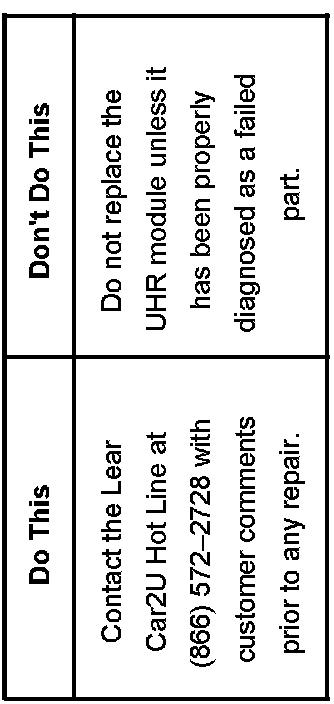 Do This
Don't Do This
Contact the Lear
Car2U Hot Line at
(866) 572–2728 with
customer comments
prior to any repair.
Do not replace the
UHR module unless it
has been properly
diagnosed as a failed
part.